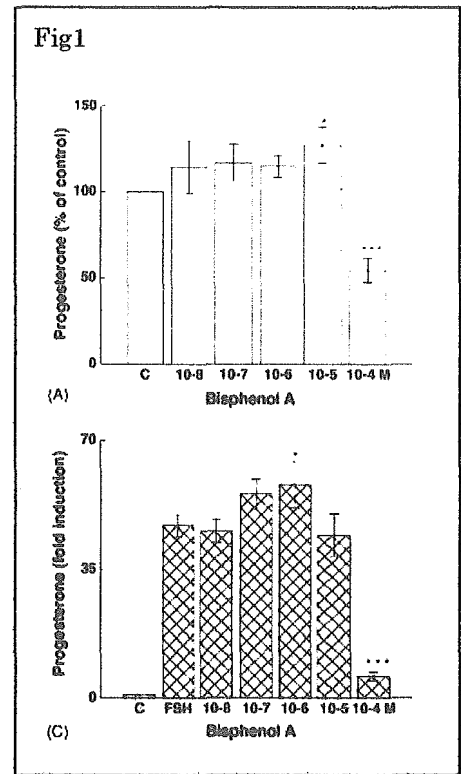 Fig1
150
100
50
0
Progesterone (% of control)
C 10-8 10-7 10-6 10-5 10-4 M
(A)
Bisphenol A
70
35
0
Progesterone (fold induction)
C FSH 10-8 10-7 10-6 10-5 10-4 M
(C)
Bisphenol A